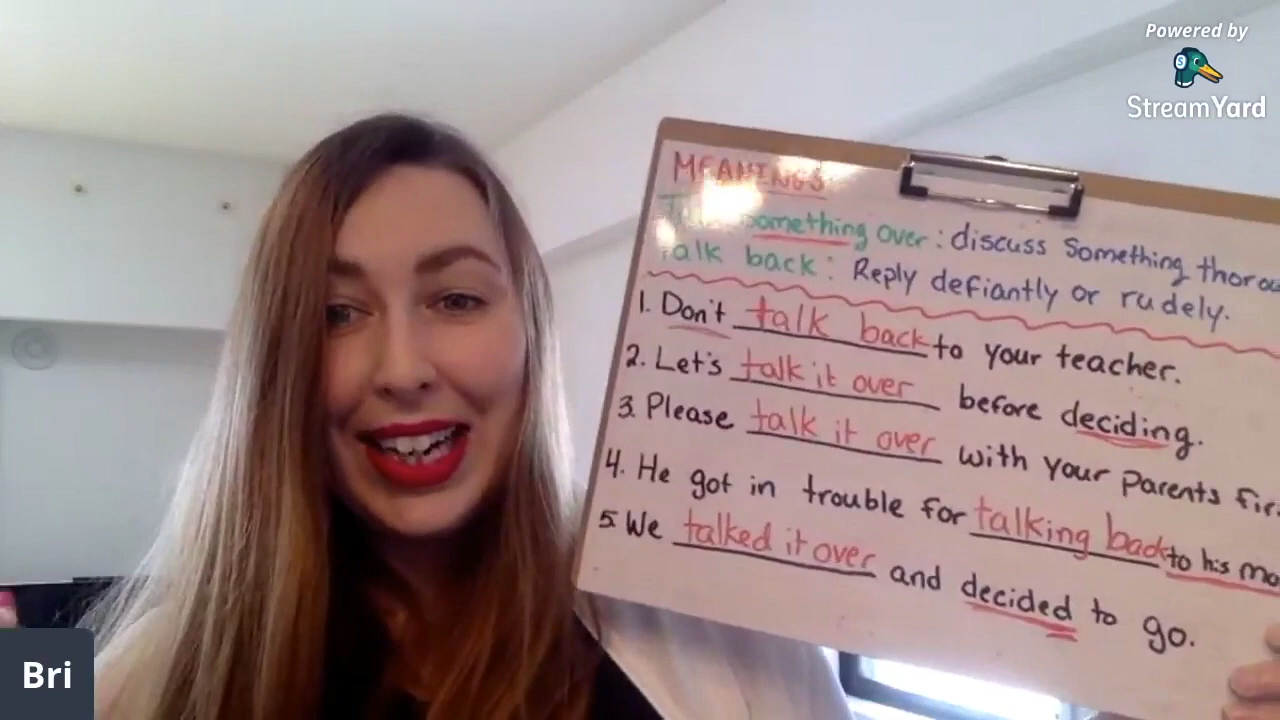 Powered by
StreamYard
MEANINGS
something over: discuss something
talk back: Reply defiantly or rudely.
1. Don't talk back to your teacher.
2. Let's talk it over before deciding.
3. Please talk it over with your parents
4. He got in trouble for talking back to his
5. We talked it over and decided to go.
Bri